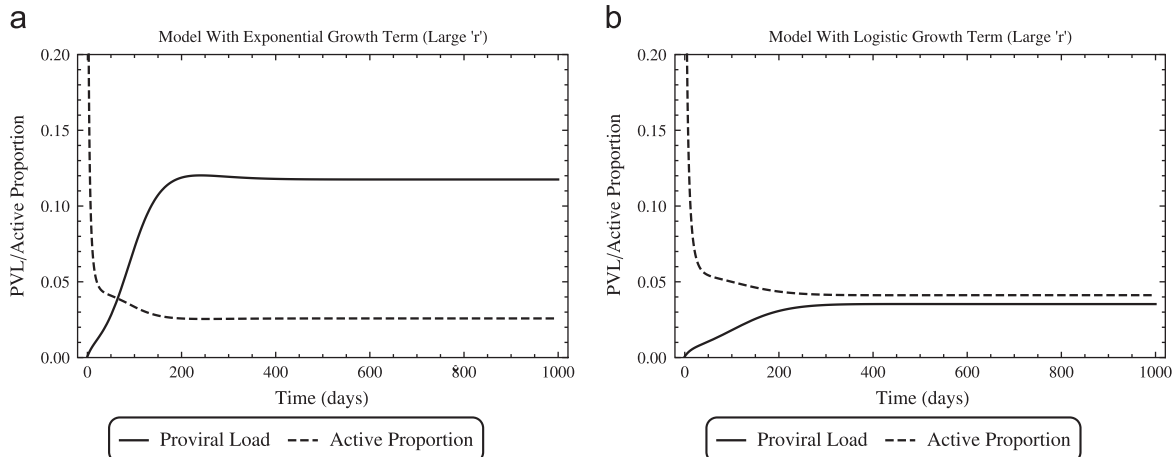 a
Model With Exponential Growth Term (Large 'r')
PVL/Active Proportion
0.20
0.15
0.10
0.05
0.00
0 200 400 600 800 1000
Time (days)
Proviral Load Active Proportion
b
Model With Logistic Growth Term (Large 'r')
PVL/Active Proportion
0.20
0.15
0.10
0.05
0.00
0 200 400 600 800 1000
Time (days)
Proviral Load Active Proportion